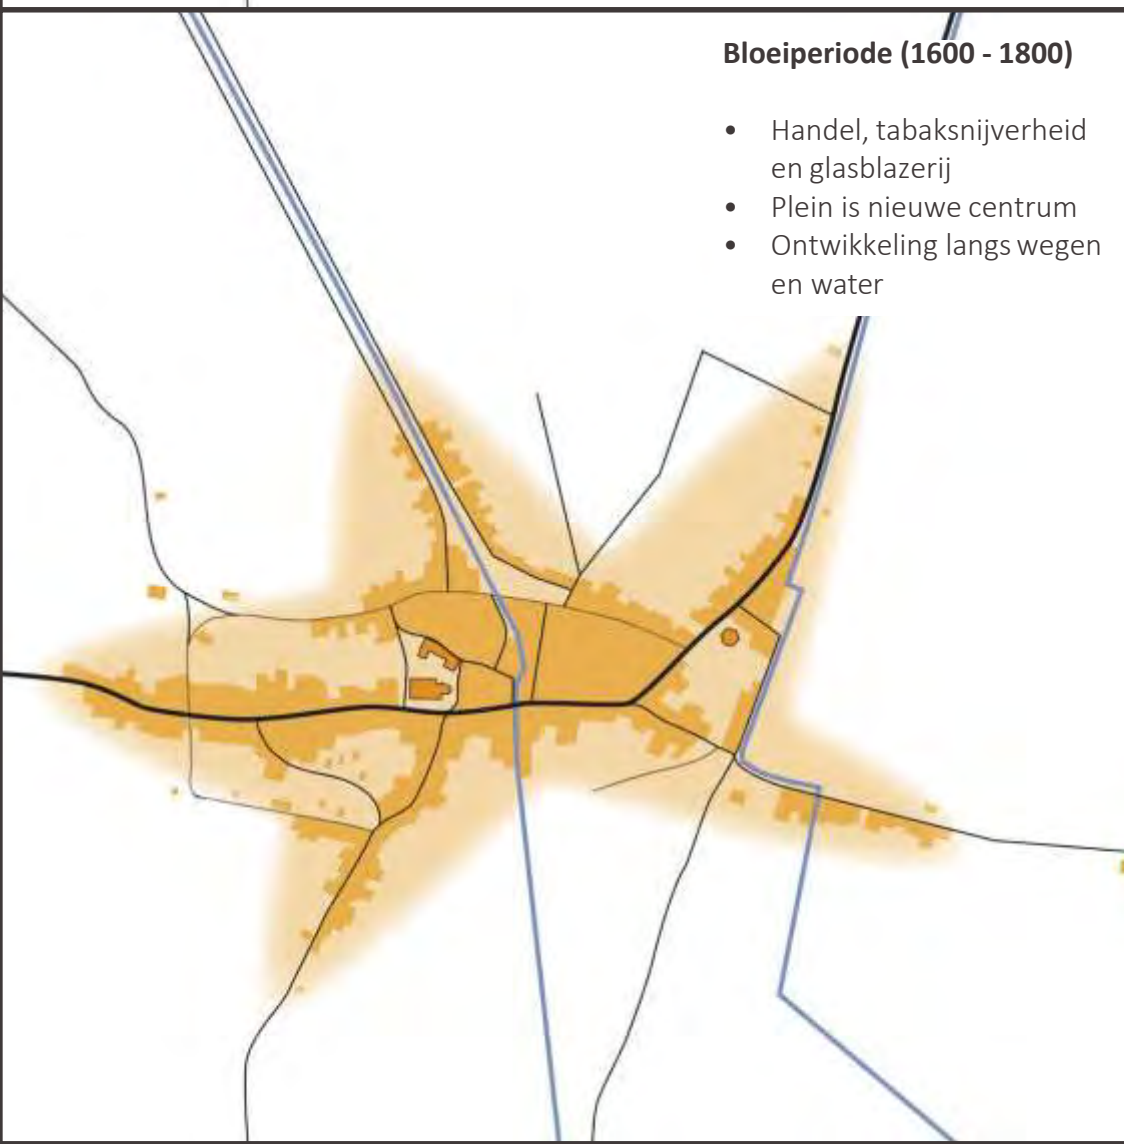 Bloeiperiode (1600 - 1800)
• Handel, tabaksnijverheid
en glasblazerij
• Plein is nieuwe centrum
• Ontwikkeling langs wegen
en water